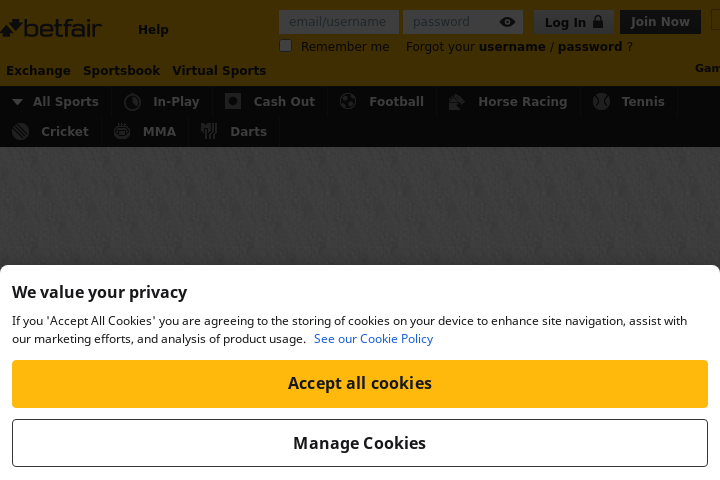 betfair
Help
email/username
password
Log In
Join Now
Remember me
Forgot your username / password ?
Exchange
Sportsbook
Virtual Sports
All Sports
In-Play
Cash Out
Football
Horse Racing
Tennis
Cricket
MMA
Darts
We value your privacy
If you 'Accept All Cookies' you are agreeing to the storing of cookies on your device to enhance site navigation, assist with
our marketing efforts, and analysis of product usage. See our Cookie Policy
Accept all cookies
Manage Cookies